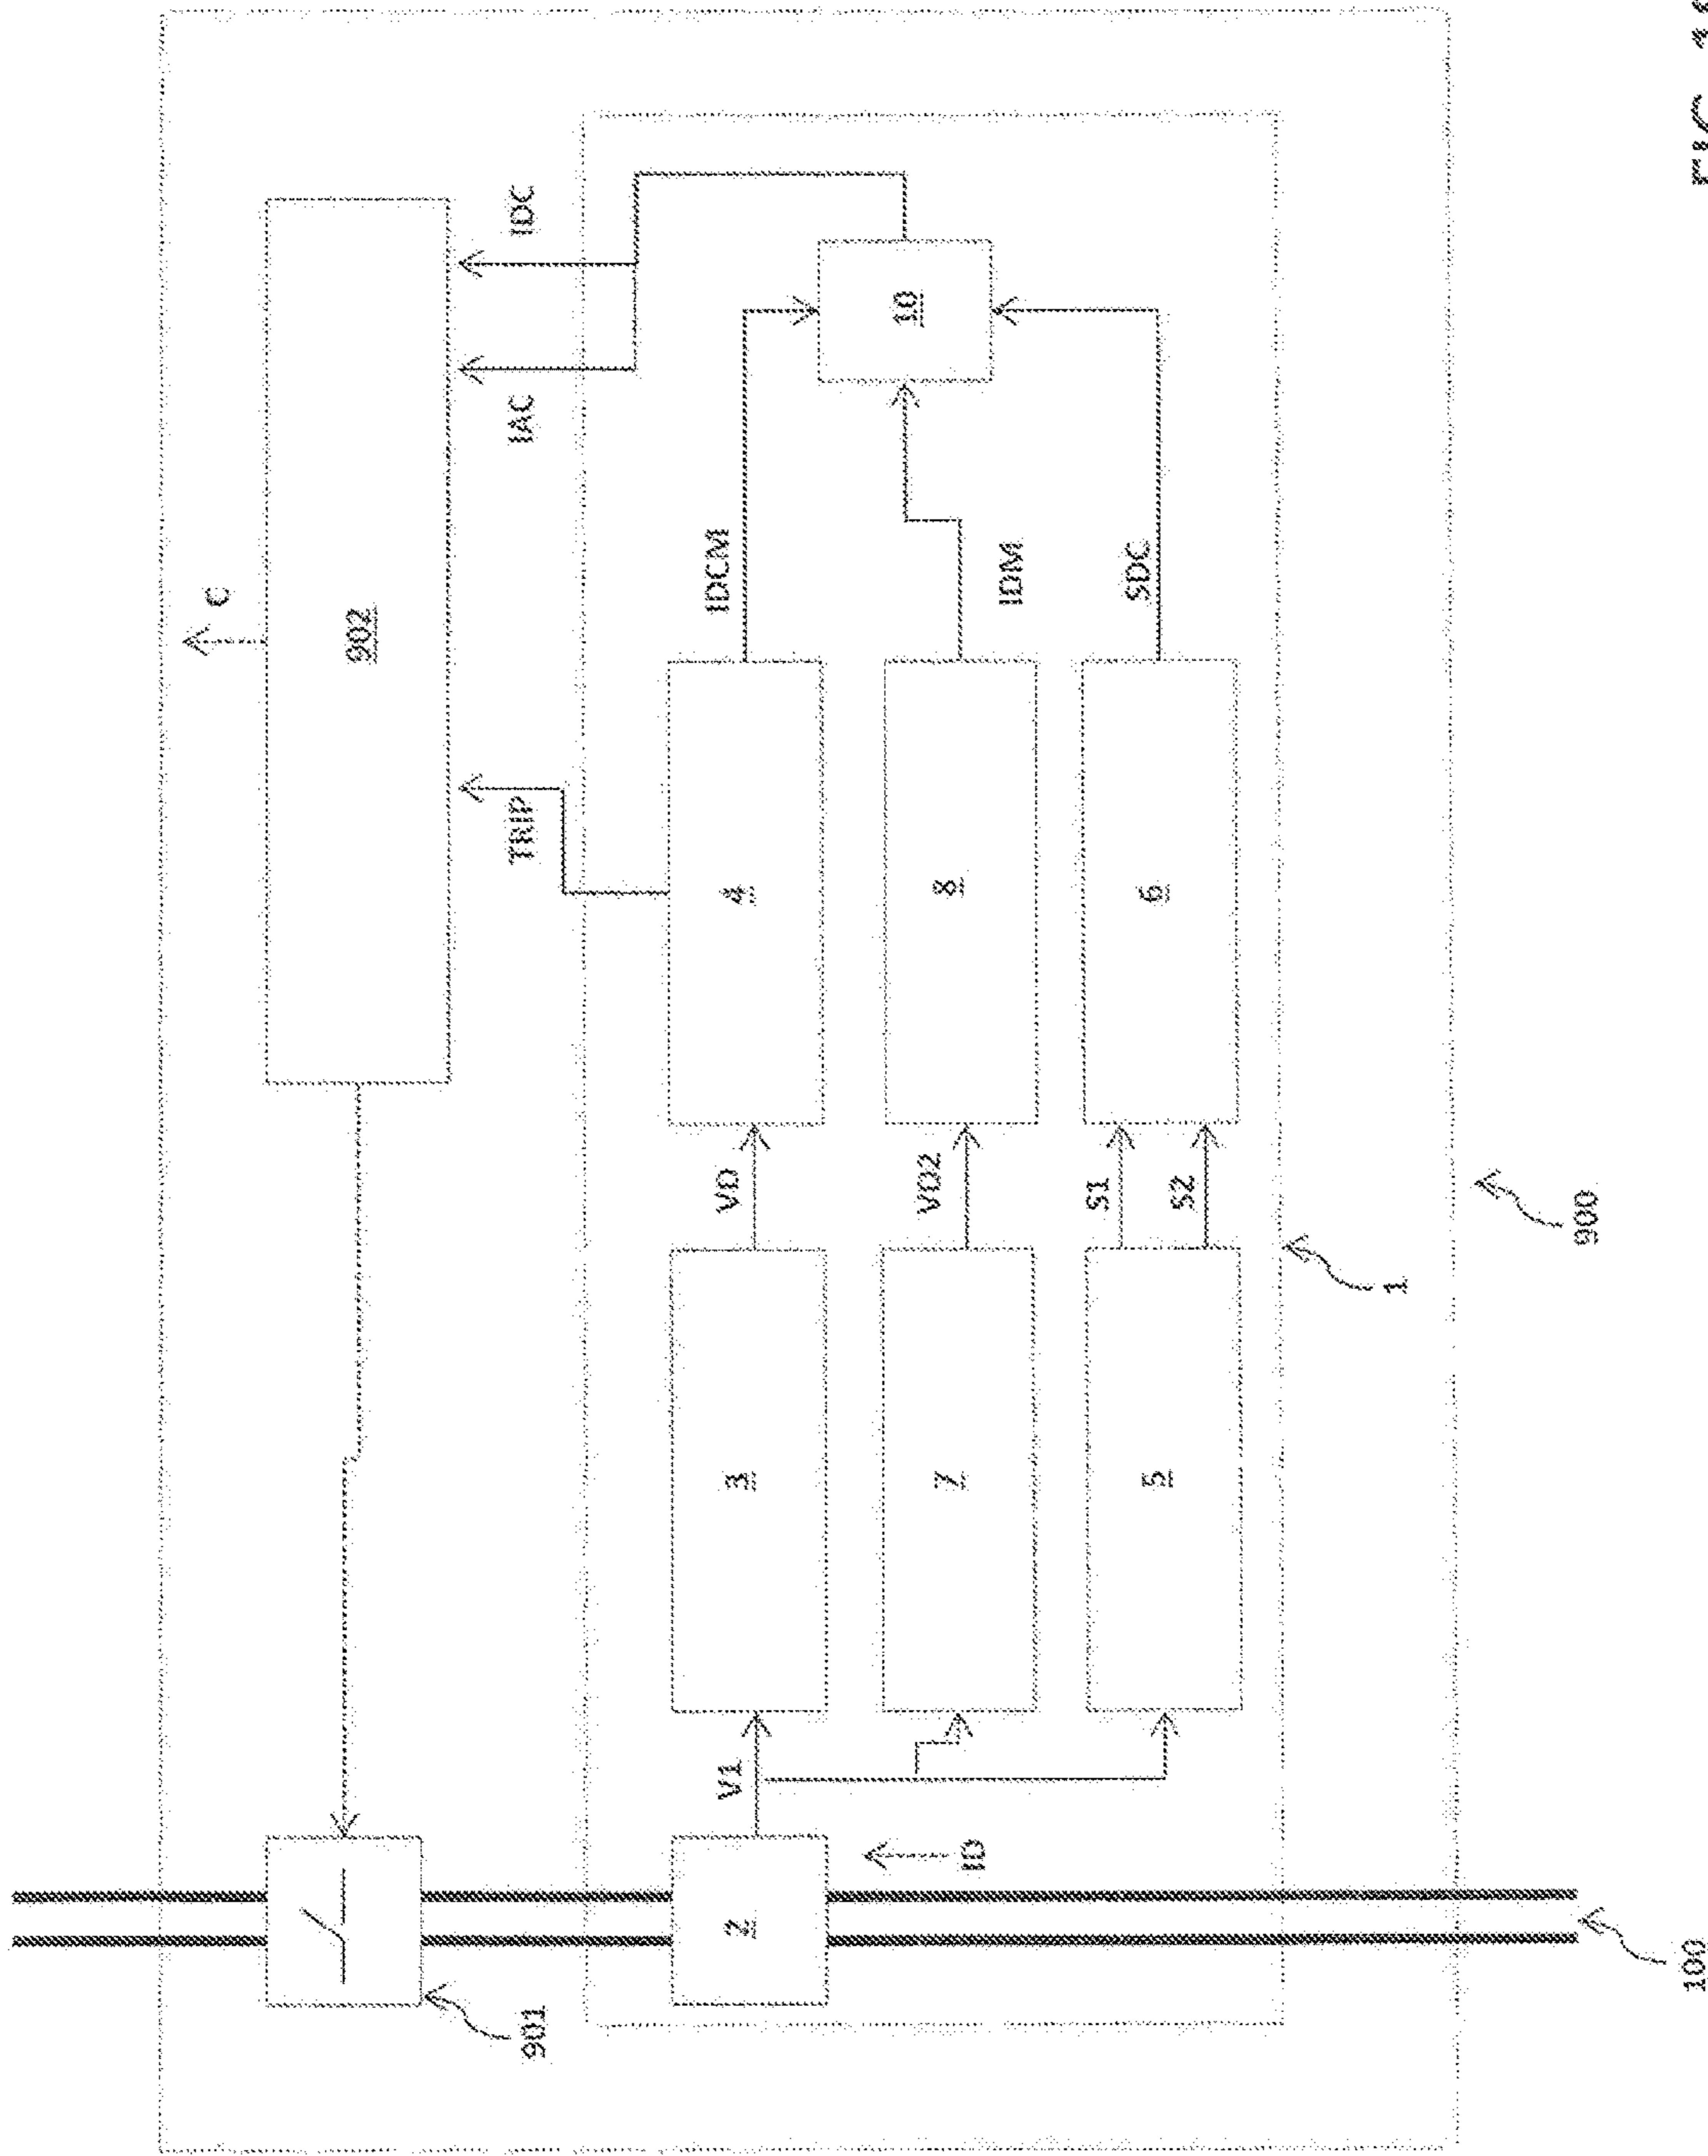 C
902
901 TRIP IAC IDC
2 V1 3 VD 4 IDCM
10
ID 7 VD2 8 IDM
5 S1 6 SDC
S2
1
900
100